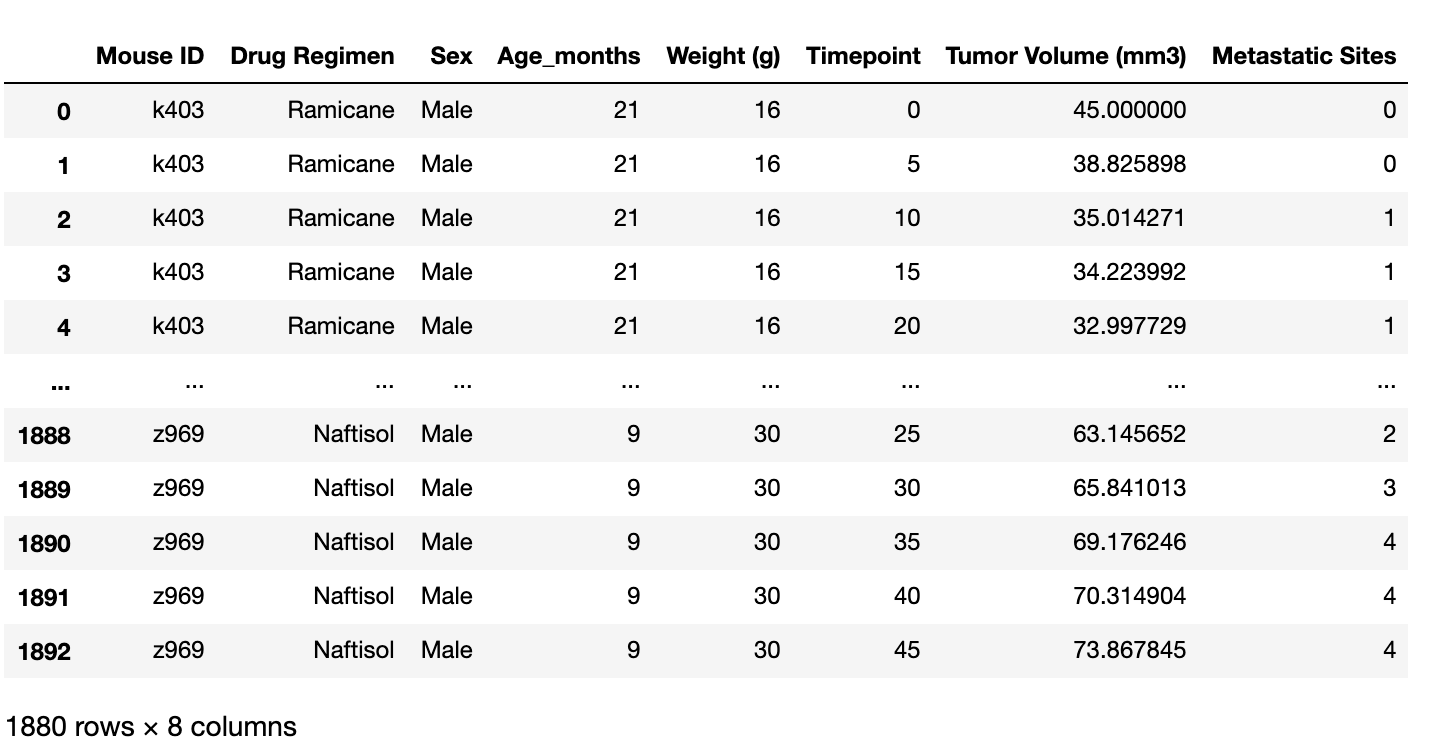 Mouse ID Drug Regimen Sex Age_months Weight (g) Timepoint Tumor Volume (mm3) Metastatic Sites
0 k403 Ramicane Male 21 16 0 45.000000 0
1 k403 Ramicane Male 21 16 5 38.825898 0
2 k403 Ramicane Male 21 16 10 35.014271 1
3 k403 Ramicane Male 21 16 15 34.223992 1
4 k403 Ramicane Male 21 16 20 32.997729 1
... ... ... ... ... ... ... ... ...
1888 z969 Naftisol Male 9 30 25 63.145652 2
1889 z969 Naftisol Male 9 30 30 65.841013 3
1890 z969 Naftisol Male 9 30 35 69.176246 4
1891 z969 Naftisol Male 9 30 40 70.314904 4
1892 z969 Naftisol Male 9 30 45 73.867845 4
1880 rows × 8 columns